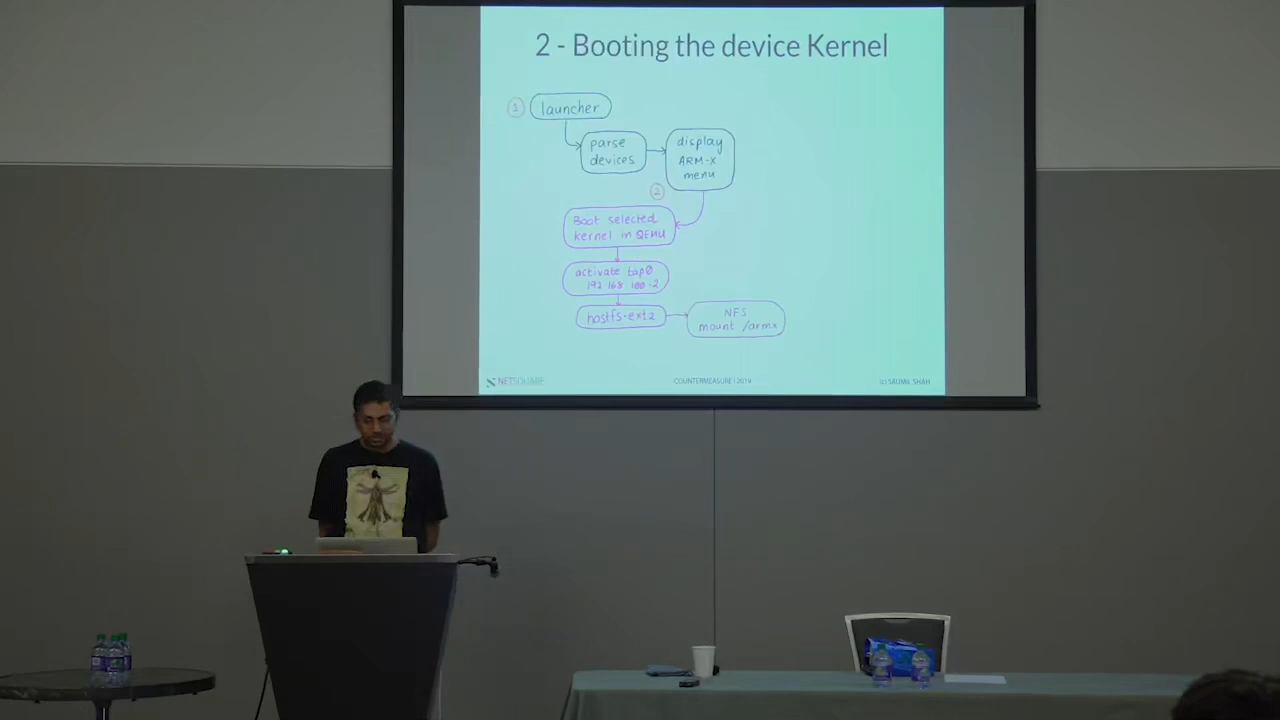 2 - Booting the device Kernel
1
launcher
parse
devices
display
ARM-X
menu
2
Boot selected
kernel in QEMU
activate tap0
192 168 100 .2
hostfs.ext2
NFS
mount /armx
NETSQUARE
COUNTERMEASURE | 2019
(C) SAUMIL SHAH